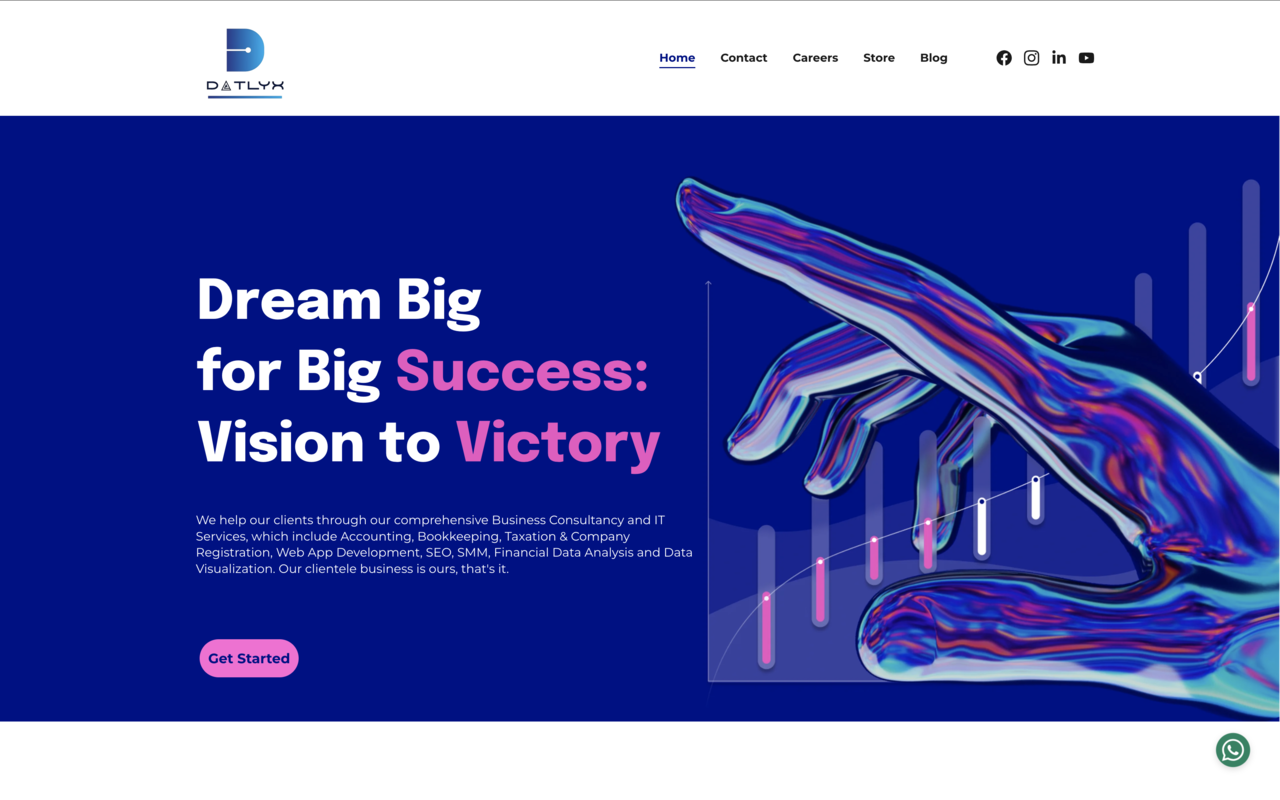 DATLYX
Home Contact Careers Store Blog
Dream Big
for Big Success:
Vision to Victory
We help our clients through our comprehensive Business Consultancy and IT
Services, which include Accounting, Bookkeeping, Taxation & Company
Registration, Web App Development, SEO, SMM, Financial Data Analysis and Data
Visualization. Our clientele business is ours, that's it.
Get Started